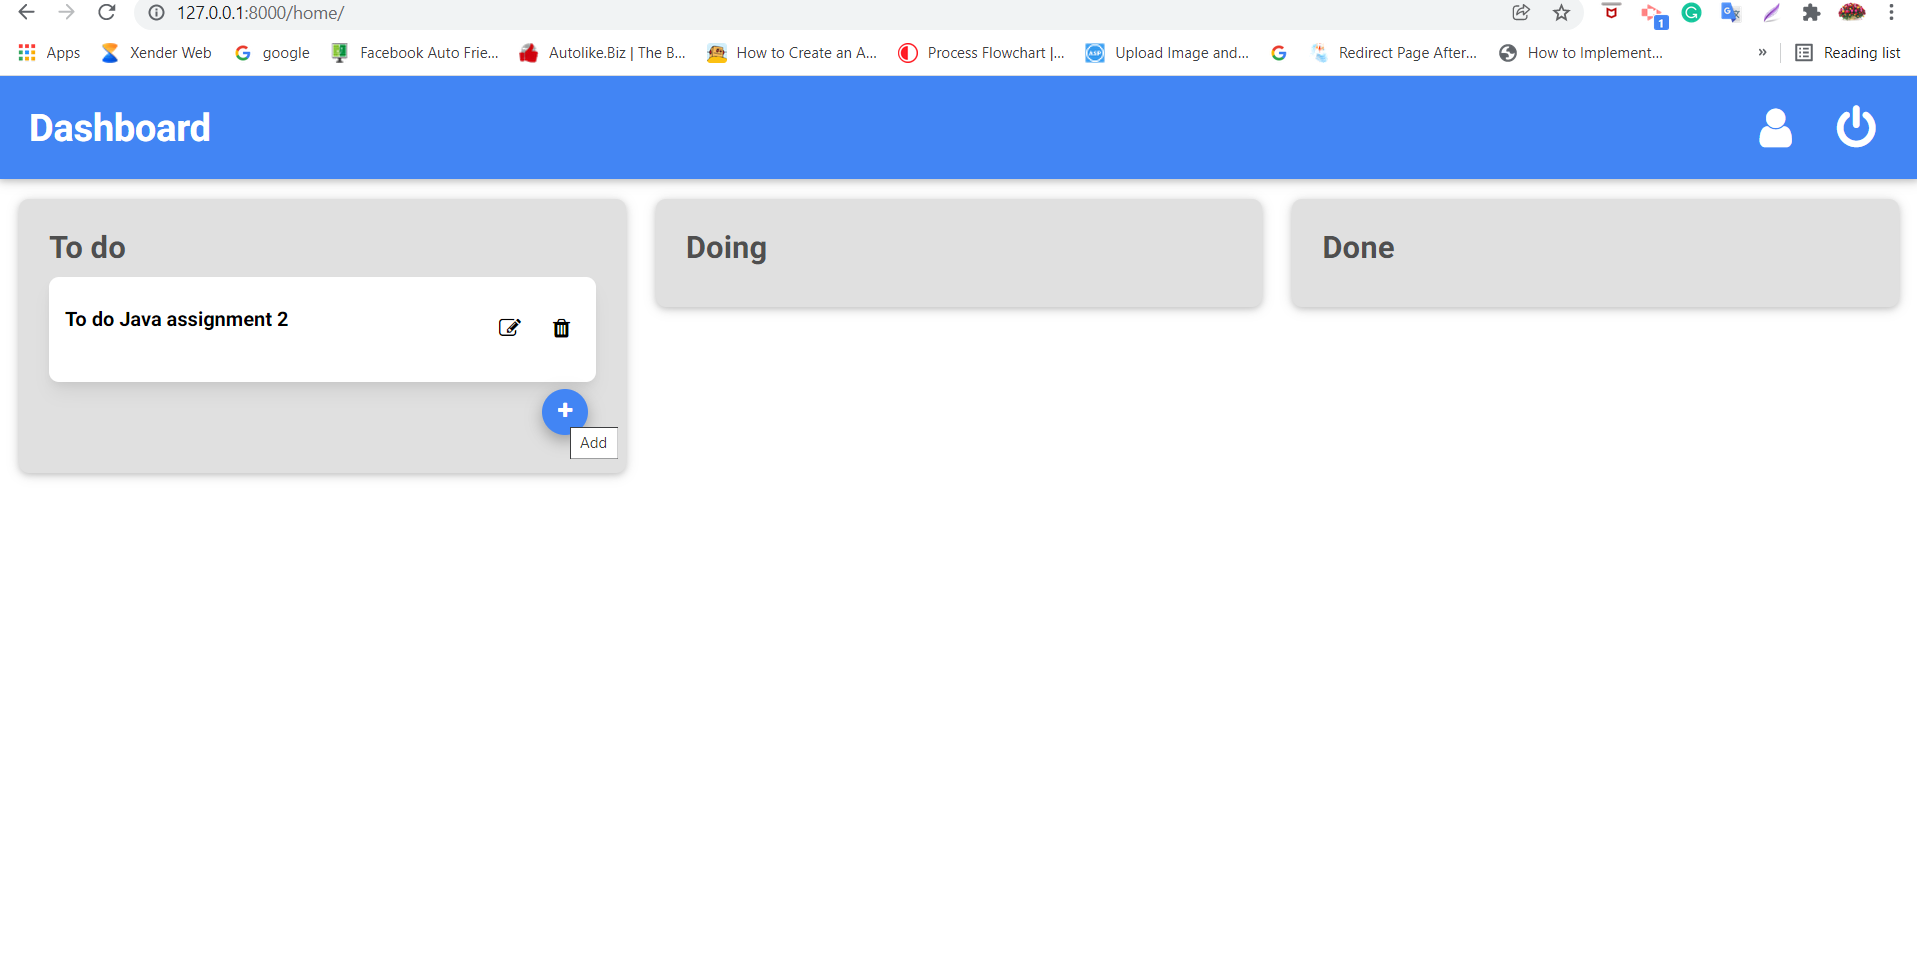 127.0.0.1:8000/home/
1
Apps Xender Web google Facebook Auto Frie... Autolike.Biz | The B... How to Create an A... Process Flowchart |... Upload Image and... Redirect Page After... How to Implement... » Reading list
Dashboard
To do
Doing
Done
To do Java assignment 2
+
Add